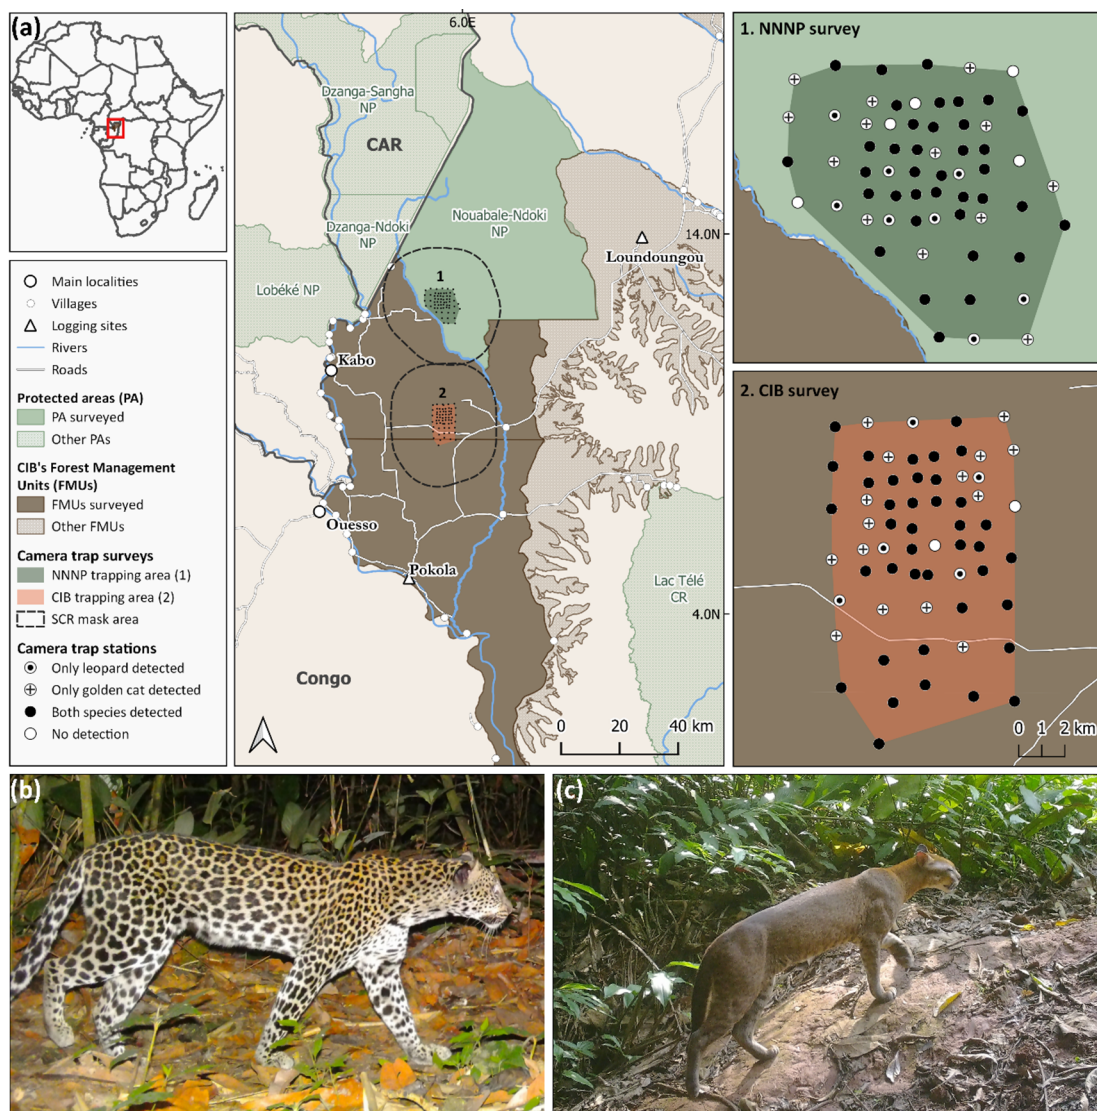 (a)
6.0E
14.0N
4.0N
Dzanga-Sangha
NP
CAR
Dzanga-Ndoki
NP
Nouabale-Ndoki
NP
Lobéké NP
Loundoungou
1
Kabo
2
Ouesso
Pokola
Lac Télé
CR
Congo
0 20 40 km
Main localities
Villages
Logging sites
Rivers
Roads
Protected areas (PA)
PA surveyed
Other PAs
CIB's Forest Management
Units (FMUs)
FMUs surveyed
Other FMUs
Camera trap surveys
NNNP trapping area (1)
CIB trapping area (2)
SCR mask area
Camera trap stations
Only leopard detected
Only golden cat detected
Both species detected
No detection
1. NNNP survey
2. CIB survey
0 1 2 km
(b)
(c)